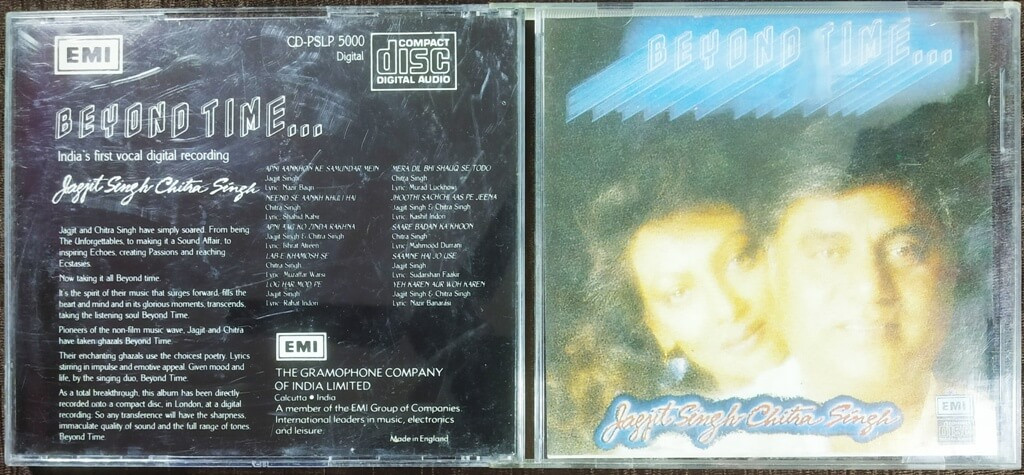 EMI
CD-PSLP 5000
Digital
COMPACT
disc
DIGITAL AUDIO
BEYOND TIME...
India's first vocal digital recording
Jagjit Singh Chitra Singh
Jagjit and Chitra Singh have simply soared. From being
The Unforgettables, to making it a Sound Affair, to
inspiring Echoes, creating Passions and reaching
Ecstasies.
Now taking it all Beyond time.
It's the spirit of their music that surges forward, fills the
heart and mind and in its glorious moments, transcends,
taking the listening soul Beyond Time.
Pioneers of the non-film music wave, Jagjit and Chitra
have taken ghazals Beyond Time.
Their enchanting ghazals use the choicest poetry. Lyrics
stirring in impulse and emotive appeal. Given mood and
life, by the singing duo, Beyond Time.
As a total breakthrough, this album has been directly
recorded onto a compact disc, in London, at a digital
recording. So any transference will have the sharpness,
immaculate quality of sound and the full range of tones.
Beyond Time.
APNI AANKHON KE SAMUNDAR MEIN
Jagjit Singh
Lyric: Nazir Baqri
NEEND SE AANKH KHULI HAI
Chitra Singh
Lyric: Shahid Kabir
APNI AAG KO ZINDA RAKHNA
Jagjit Singh & Chitra Singh
Lyric: Ishrat Afreen
LAB E KHAMOSH SE
Chitra Singh
Lyric: Muzaffar Warsi
LOG HAR MOD PE
Jagjit Singh
Lyric: Rahat Indori
MERA DIL BHI SHAUQ SE TODO
Chitra Singh
Lyric: Murad Lucknowi
JHOOTHI SACHCHI AAS PE JEENA
Jagjit Singh & Chitra Singh
Lyric: Kashif Indori
SAARE BADAN KA KHOON
Chitra Singh
Lyric: Mahmood Durrani
SAAMNE HAI JO USE
Jagjit Singh
Lyric: Sudarshan Faakir
YEH KAREN AUR WOH KAREN
Jagjit Singh & Chitra Singh
Lyric: Nazir Banarasi
EMI
THE GRAMOPHONE COMPANY
OF INDIA LIMITED
Calcutta • India
A member of the EMI Group of Companies.
International leaders in music, electronics
and leisure.
Made in England
BEYOND TIME...
Jagjit Singh Chitra Singh
EMI